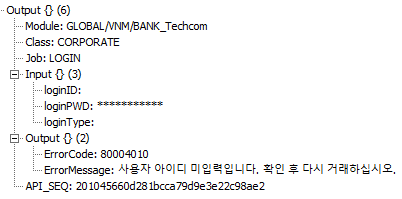 Output {} (6)
Module: GLOBAL/VNM/BANK_Techcom
Class: CORPORATE
Job: LOGIN
Input {} (3)
loginID:
loginPWD: ***********
loginType:
Output {} (2)
ErrorCode: 80004010
ErrorMessage: 사용자 아이디 미입력입니다. 확인 후 다시 거래하십시오.
API_SEQ: 201045660d281bcca79d9e3e22c98ae2